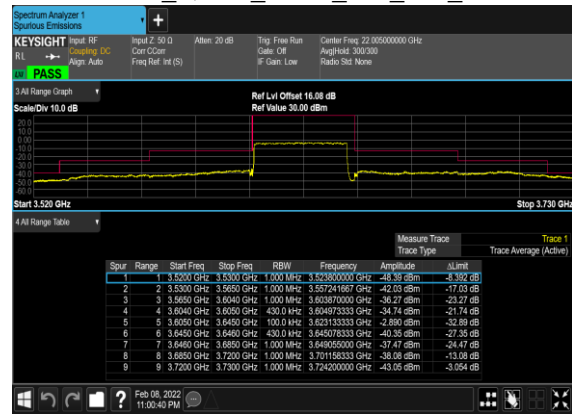 Spectrum Analyzer 1
Spurious Emissions
KEYSIGHT Input: RF Input Z: 50 Ω Atten: 20 dB Trig: Free Run Center Freq: 22.005000000 GHz
RL Coupling: DC Corr CCorr Gate: Off Avg|Hold: 300/300
Align: Auto Freq Ref: Int (S) IF Gain: Low Radio Std: None
PASS
3 All Range Graph
Ref Lvl Offset 16.08 dB
Scale/Div 10.0 dB Ref Value 30.00 dBm
20.0
10.0
0.00
-10.0
-20.0
-30.0
-40.0
-50.0
-60.0
Start 3.520 GHz Stop 3.730 GHz
4 All Range Table
Measure Trace Trace 1
Trace Type Trace Average (Active)
Spur Range Start Freq Stop Freq RBW Frequency Amplitude ΔLimit
1 1 3.5200 GHz 3.5300 GHz 1.000 MHz 3.523800000 GHz -48.39 dBm -8.392 dB
2 2 3.5300 GHz 3.5650 GHz 1.000 MHz 3.557241667 GHz -42.03 dBm -17.03 dB
3 3 3.5650 GHz 3.6040 GHz 1.000 MHz 3.603870000 GHz -36.27 dBm -23.27 dB
4 4 3.6040 GHz 3.6050 GHz 430.0 kHz 3.604973333 GHz -34.74 dBm -21.74 dB
5 5 3.6050 GHz 3.6450 GHz 100.0 kHz 3.623133333 GHz -2.890 dBm -32.89 dB
6 6 3.6450 GHz 3.6460 GHz 430.0 kHz 3.645078333 GHz -40.35 dBm -27.35 dB
7 7 3.6460 GHz 3.6850 GHz 1.000 MHz 3.649055000 GHz -37.47 dBm -24.47 dB
8 8 3.6850 GHz 3.7200 GHz 1.000 MHz 3.701158333 GHz -38.08 dBm -13.08 dB
9 9 3.7200 GHz 3.7300 GHz 1.000 MHz 3.724200000 GHz -43.05 dBm -3.054 dB
? Feb 08, 2022
11:00:40 PM